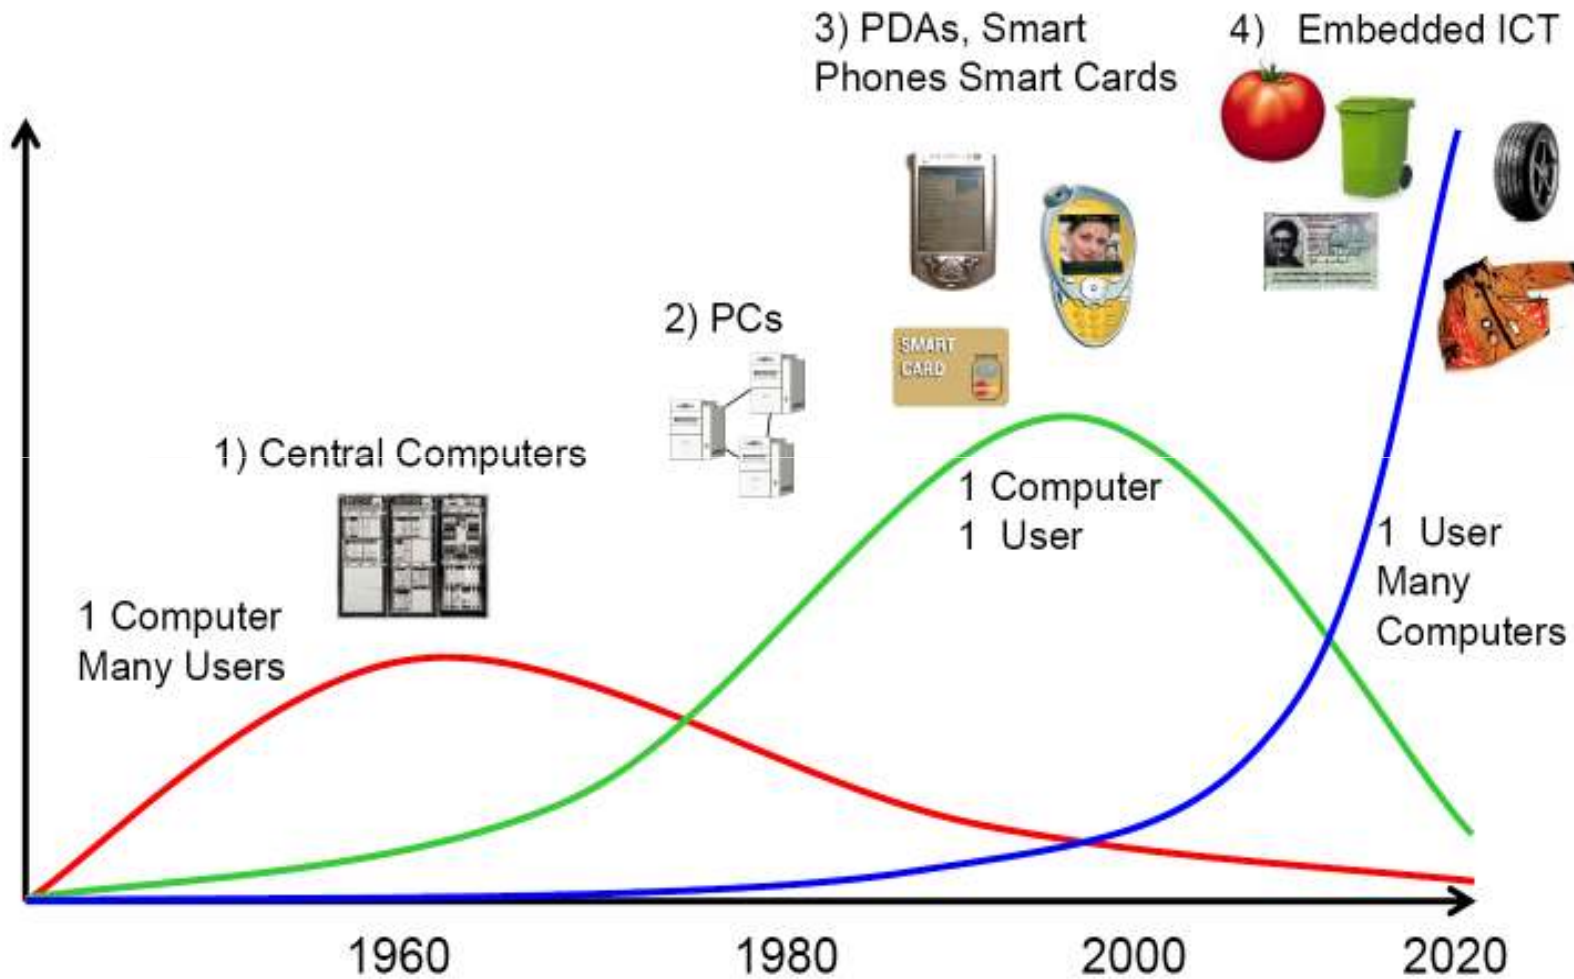 3) PDAs, Smart
Phones Smart Cards
4) Embedded ICT
2) PCs
SMART
CARD
1) Central Computers
1 Computer
1 User
1 User
Many
Computers
1 Computer
Many Users
1960
1980
2000
2020